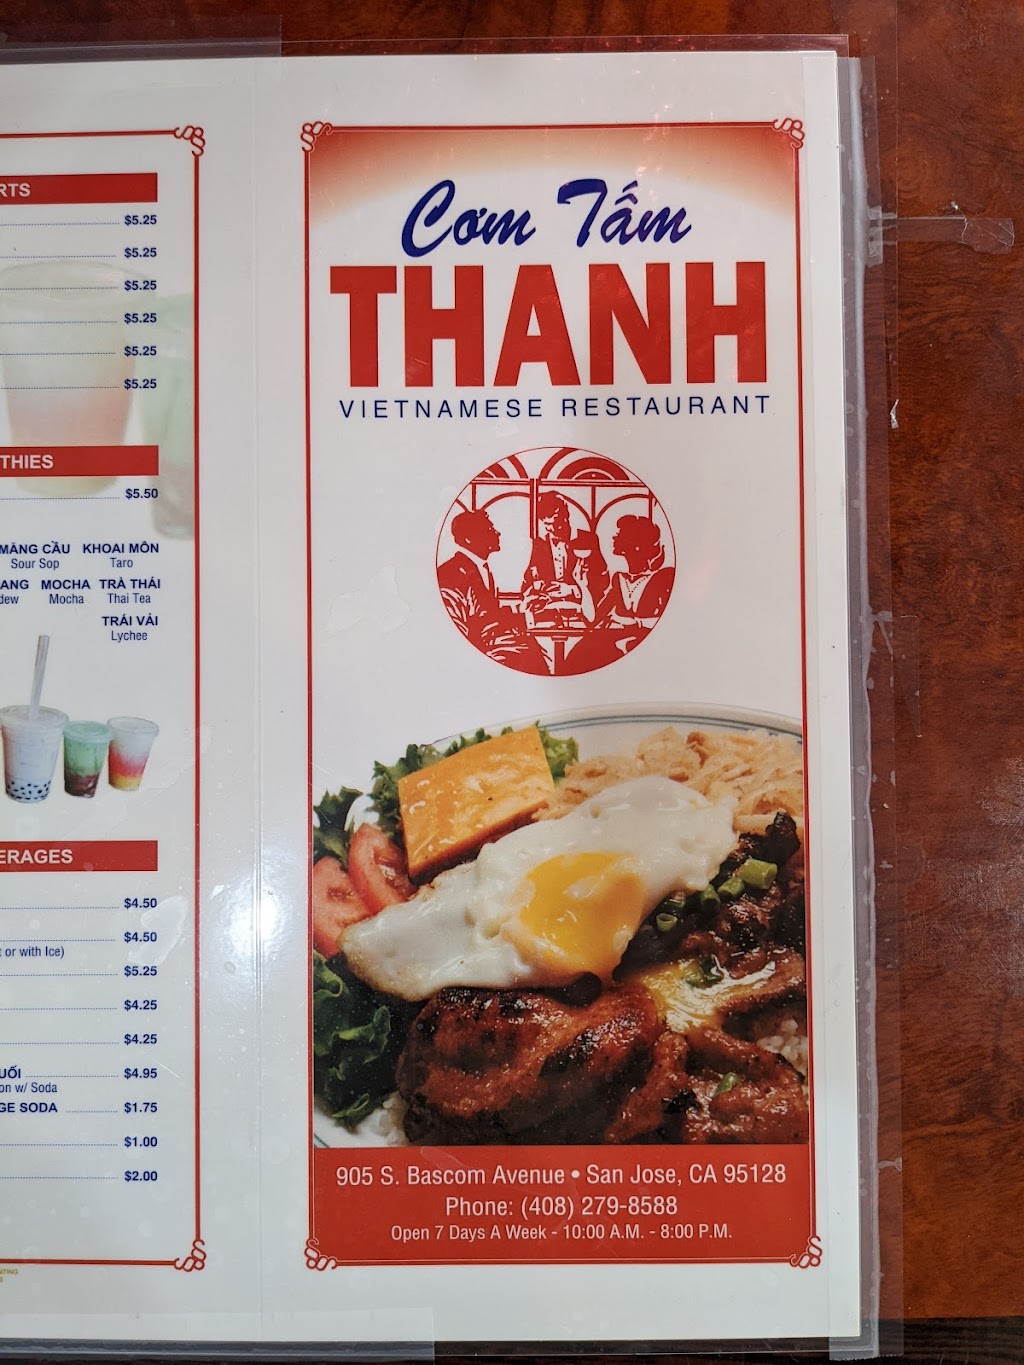 RTS
$5.25
$5.25
$5.25
$5.25
$5.25
$5.25
THIES
$5.50
MÃNG CẦU KHOAI MÔN
Sour Sop Taro
ANG MOCHA TRÀ THÁI
dew Mocha Thai Tea
TRÁI VẢI
Lychee
ERAGES
$4.50
$4.50
t or with Ice)
$5.25
$4.25
$4.25
UỐI $4.95
on w/ Soda
GE SODA $1.75
$1.00
$2.00
NTING
Cơm Tấm
THANH
VIETNAMESE RESTAURANT
905 S. Bascom Avenue • San Jose, CA 95128
Phone: (408) 279-8588
Open 7 Days A Week - 10:00 A.M. - 8:00 P.M.